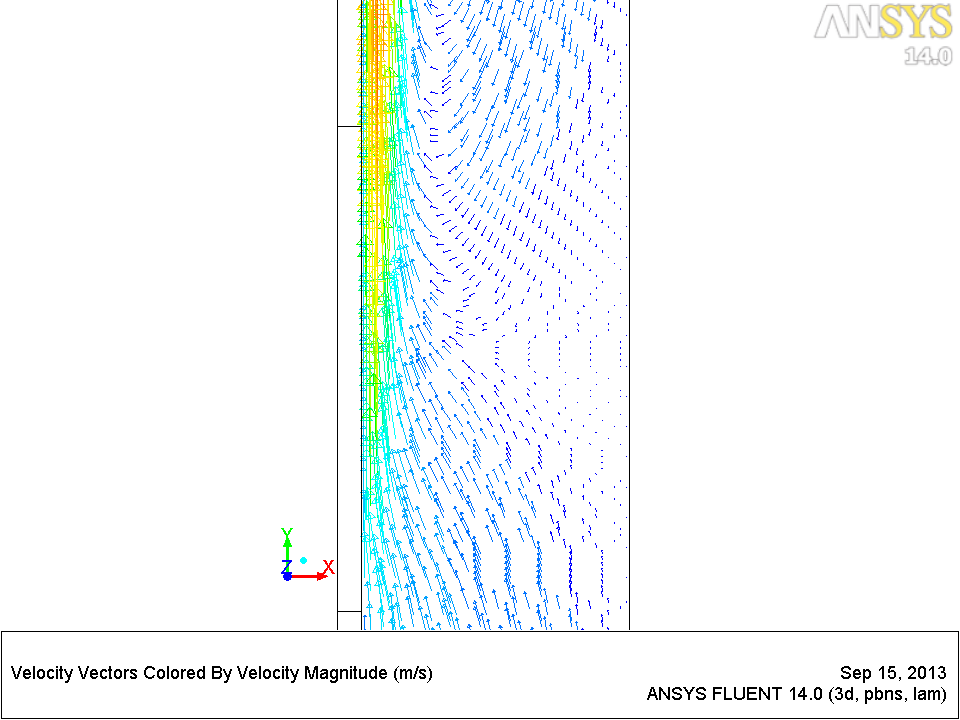 ANSYS
14.0
Y
Z
X
Velocity Vectors Colored By Velocity Magnitude (m/s)
Sep 15, 2013
ANSYS FLUENT 14.0 (3d, pbns, lam)